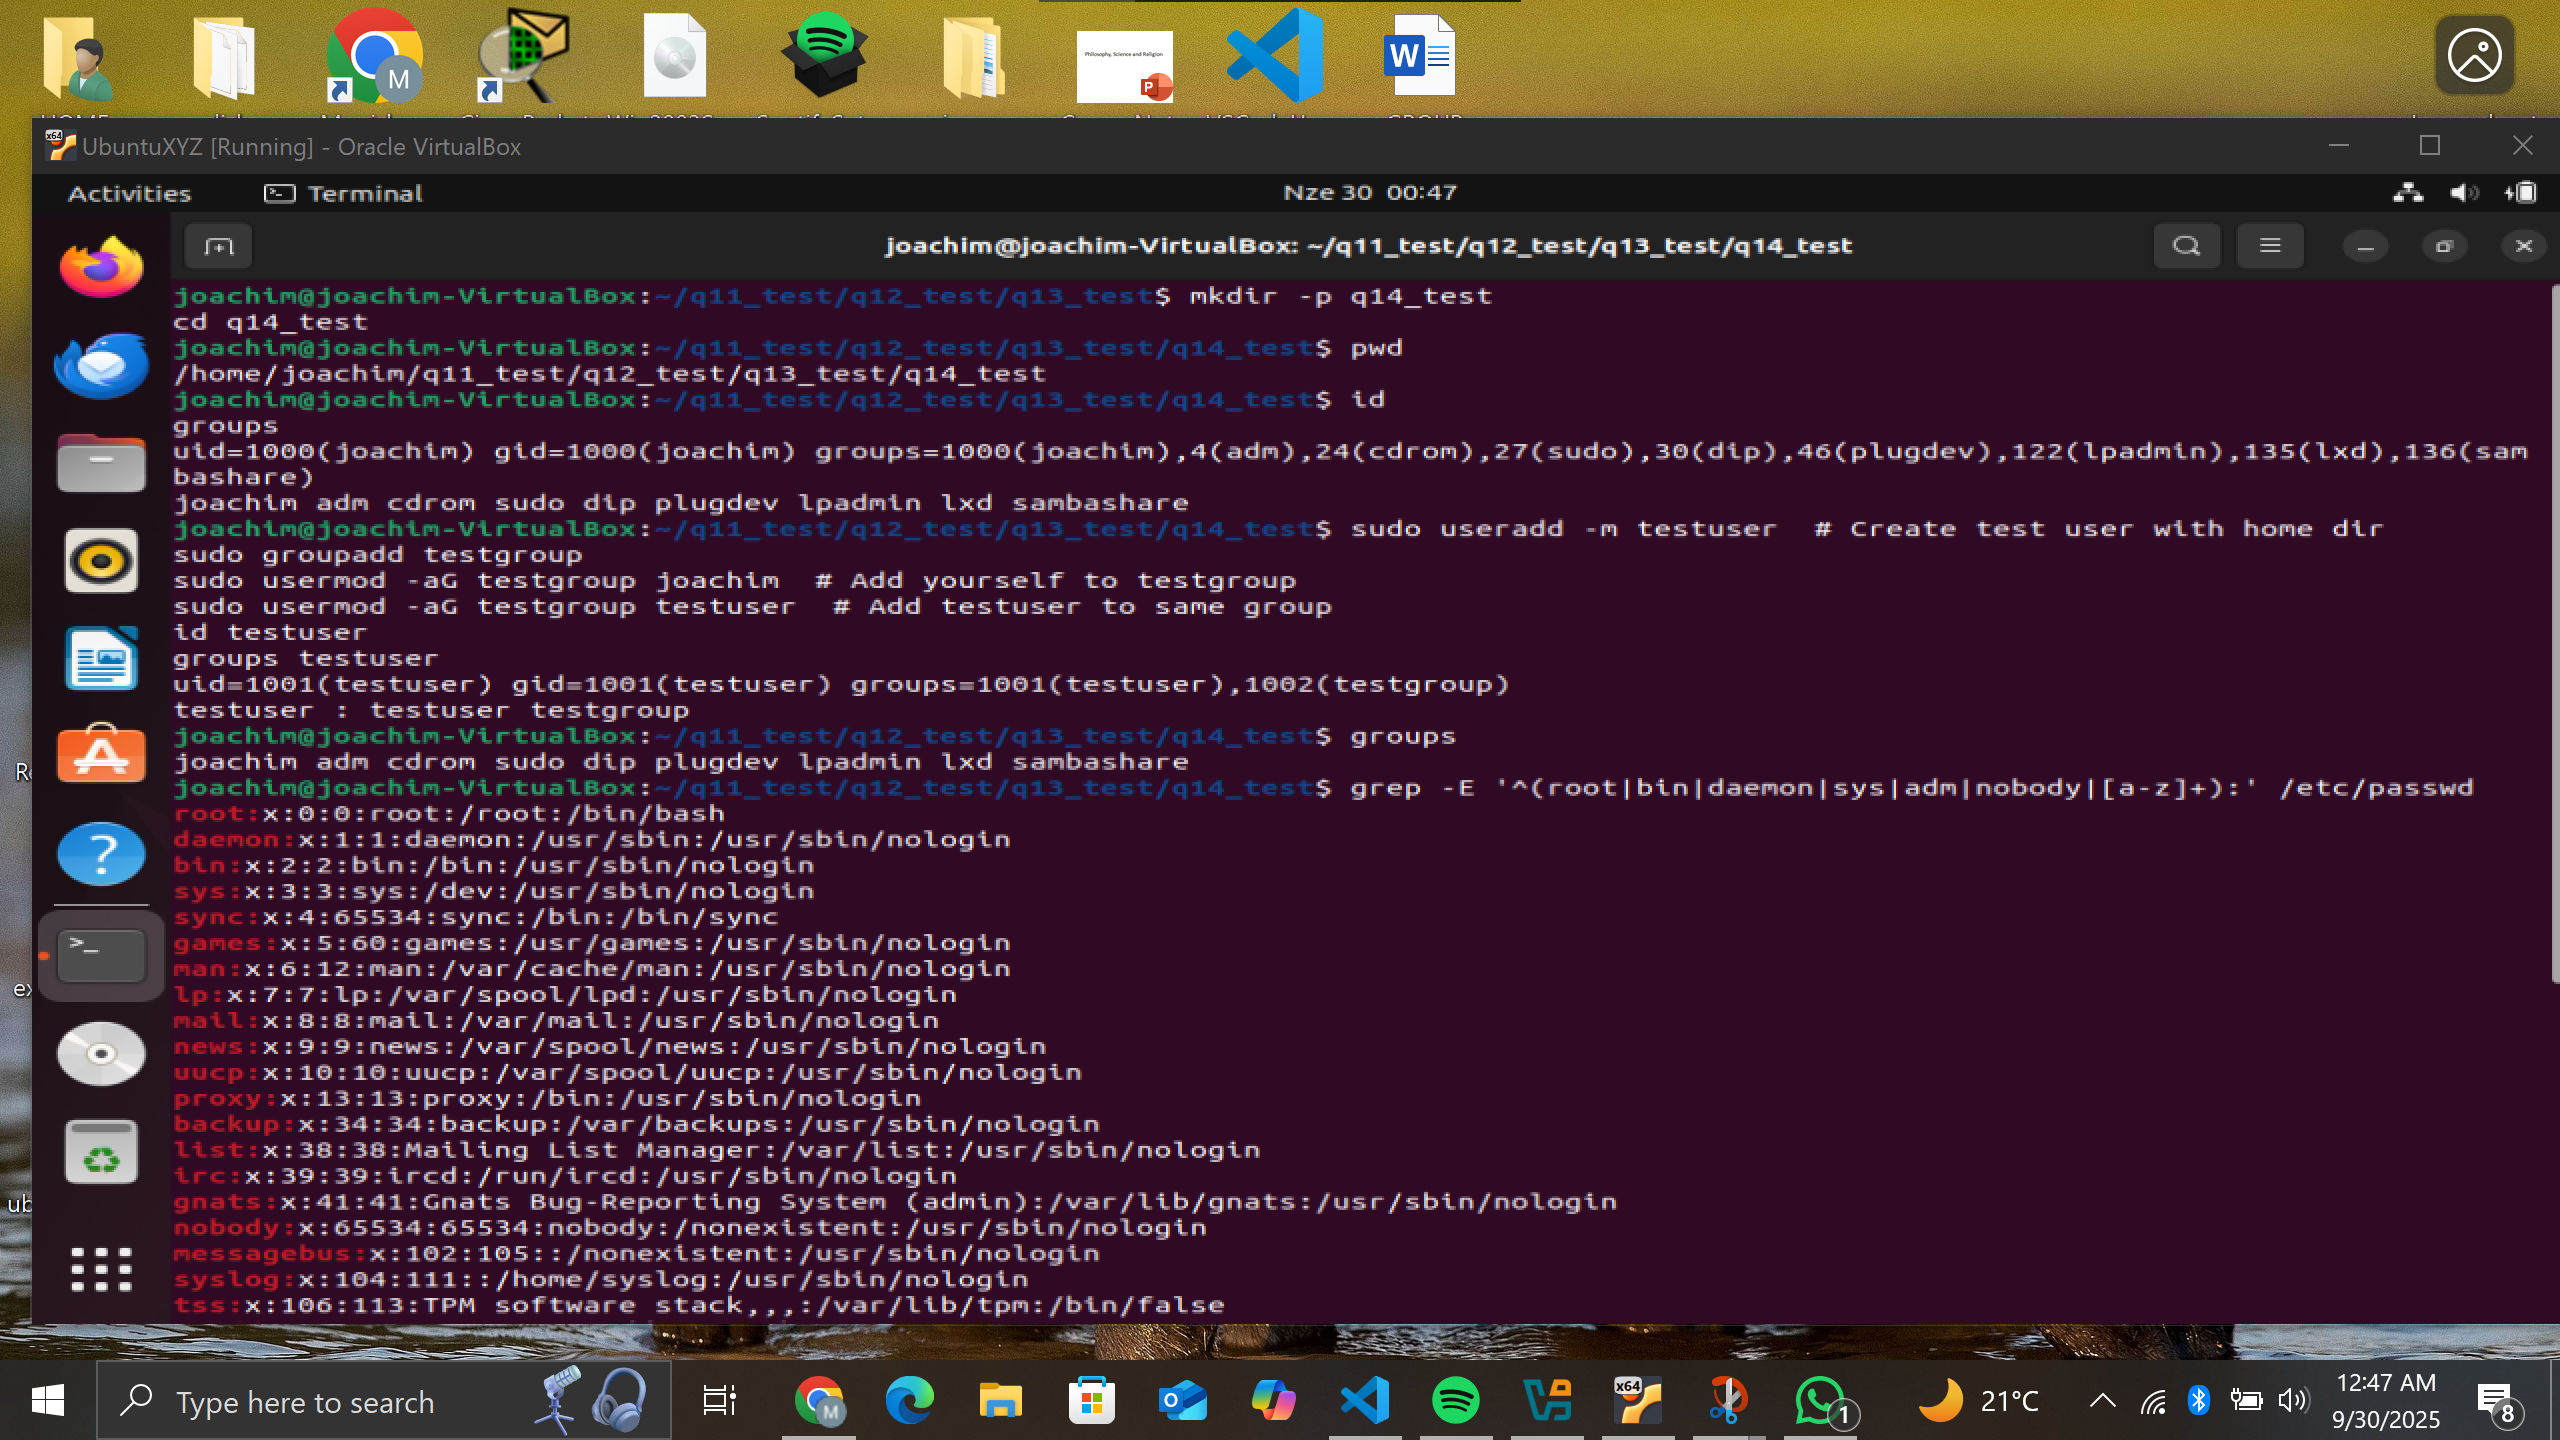 M
P
Philosophy, Science and Religion
W
x64
UbuntuXYZ [Running] - Oracle VirtualBox
Activities
Terminal
Nze 30 00:47
joachim@joachim-VirtualBox: ~/q11_test/q12_test/q13_test/q14_test
joachim@joachim-VirtualBox:~/q11_test/q12_test/q13_test$ mkdir -p q14_test
cd q14_test
joachim@joachim-VirtualBox:~/q11_test/q12_test/q13_test/q14_test$ pwd
/home/joachim/q11_test/q12_test/q13_test/q14_test
joachim@joachim-VirtualBox:~/q11_test/q12_test/q13_test/q14_test$ id
groups
uid=1000(joachim) gid=1000(joachim) groups=1000(joachim),4(adm),24(cdrom),27(sudo),30(dip),46(plugdev),122(lpadmin),135(lxd),136(sam
bashare)
joachim adm cdrom sudo dip plugdev lpadmin lxd sambashare
joachim@joachim-VirtualBox:~/q11_test/q12_test/q13_test/q14_test$ sudo useradd -m testuser  # Create test user with home dir
sudo groupadd testgroup
sudo usermod -aG testgroup joachim  # Add yourself to testgroup
sudo usermod -aG testgroup testuser  # Add testuser to same group
id testuser
groups testuser
uid=1001(testuser) gid=1001(testuser) groups=1001(testuser),1002(testgroup)
testuser : testuser testgroup
joachim@joachim-VirtualBox:~/q11_test/q12_test/q13_test/q14_test$ groups
joachim adm cdrom sudo dip plugdev lpadmin lxd sambashare
joachim@joachim-VirtualBox:~/q11_test/q12_test/q13_test/q14_test$ grep -E '^(root|bin|daemon|sys|adm|nobody|[a-z]+):' /etc/passwd
root:x:0:0:root:/root:/bin/bash
daemon:x:1:1:daemon:/usr/sbin:/usr/sbin/nologin
bin:x:2:2:bin:/bin:/usr/sbin/nologin
sys:x:3:3:sys:/dev:/usr/sbin/nologin
sync:x:4:65534:sync:/bin:/bin/sync
games:x:5:60:games:/usr/games:/usr/sbin/nologin
man:x:6:12:man:/var/cache/man:/usr/sbin/nologin
lp:x:7:7:lp:/var/spool/lpd:/usr/sbin/nologin
mail:x:8:8:mail:/var/mail:/usr/sbin/nologin
news:x:9:9:news:/var/spool/news:/usr/sbin/nologin
uucp:x:10:10:uucp:/var/spool/uucp:/usr/sbin/nologin
proxy:x:13:13:proxy:/bin:/usr/sbin/nologin
backup:x:34:34:backup:/var/backups:/usr/sbin/nologin
list:x:38:38:Mailing List Manager:/var/list:/usr/sbin/nologin
irc:x:39:39:ircd:/run/ircd:/usr/sbin/nologin
gnats:x:41:41:Gnats Bug-Reporting System (admin):/var/lib/gnats:/usr/sbin/nologin
nobody:x:65534:65534:nobody:/nonexistent:/usr/sbin/nologin
messagebus:x:102:105::/nonexistent:/usr/sbin/nologin
syslog:x:104:111::/home/syslog:/usr/sbin/nologin
tss:x:106:113:TPM software stack,,,:/var/lib/tpm:/bin/false
ub
Type here to search
M
x64
1
21°C
12:47 AM
9/30/2025
8